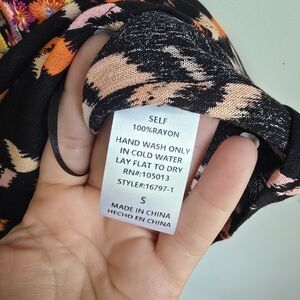 SELF
100%RAYON
HAND WASH ONLY
IN COLD WATER
LAY FLAT TO DRY
RN#:105013
STYLE#:16797-1
S
MADE IN CHINA
HECHO EN CHINA